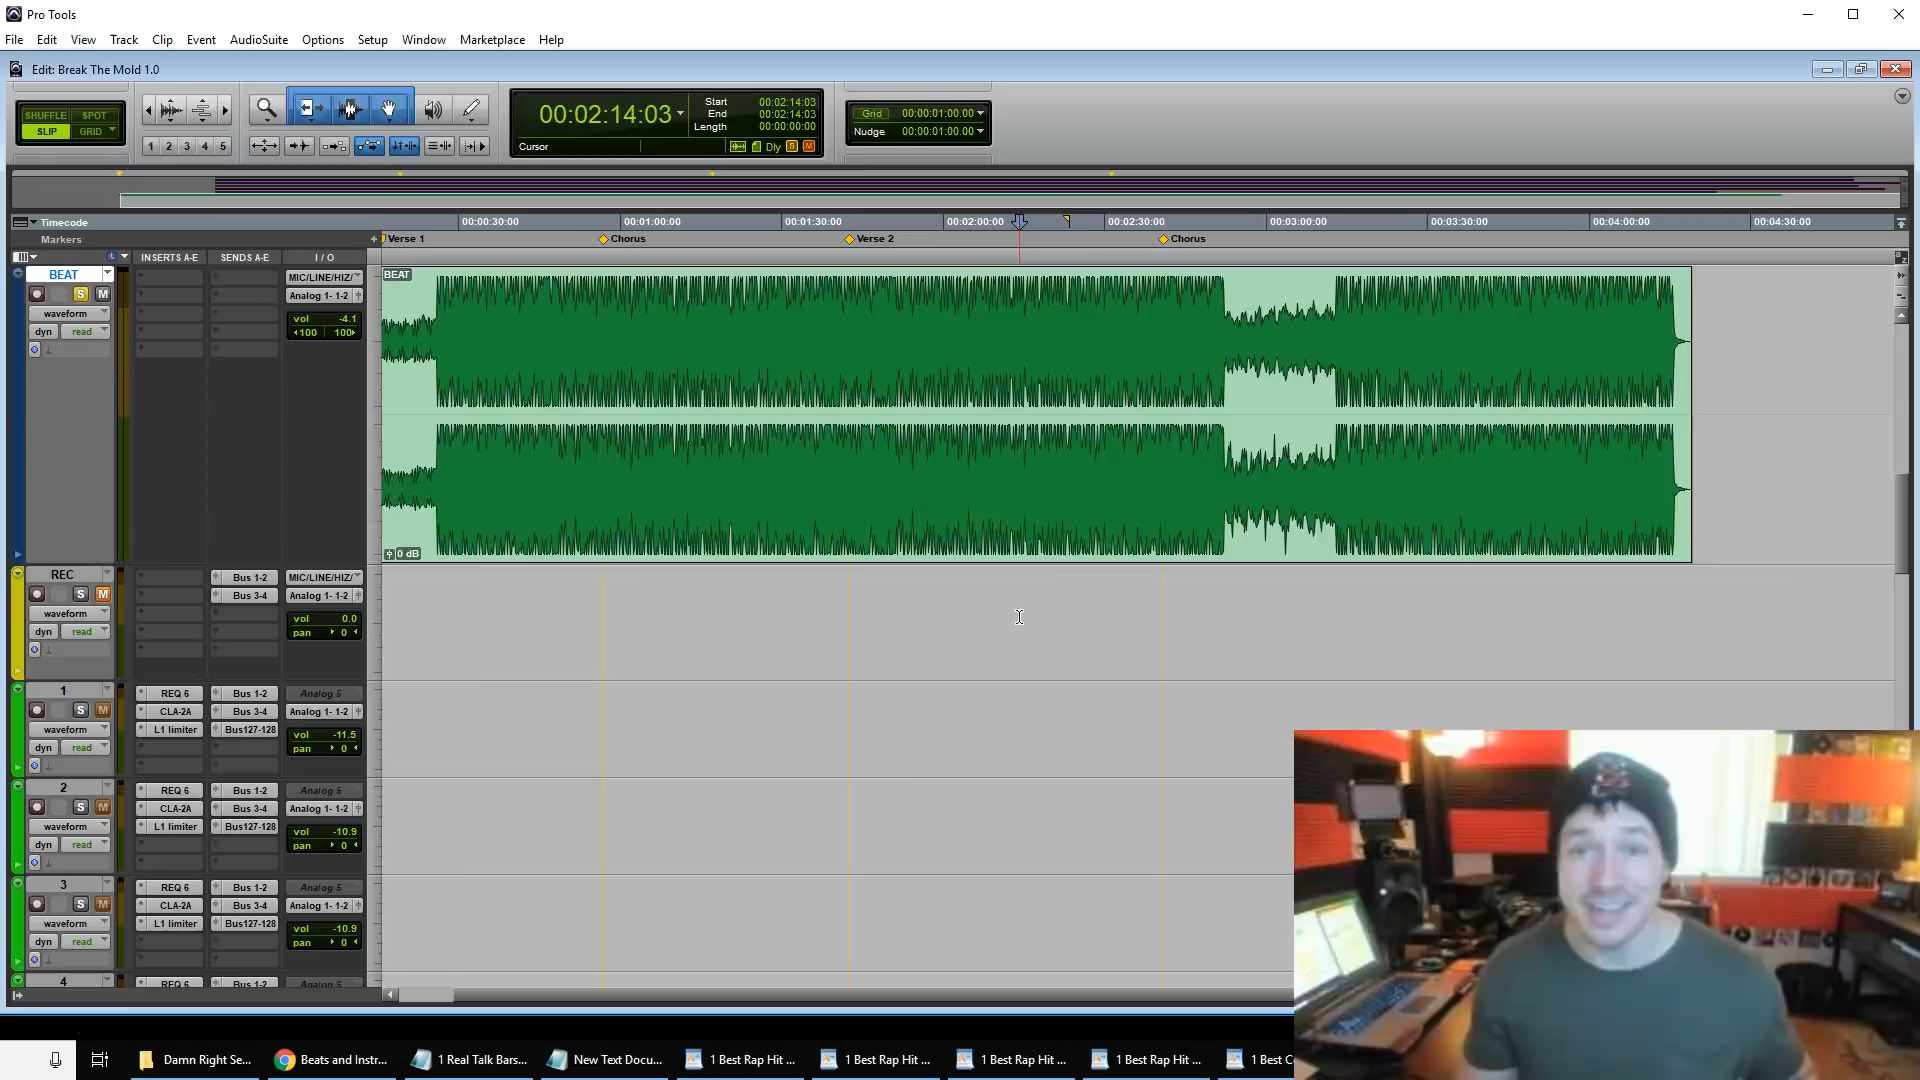 Pro Tools
File Edit View Track Clip Event AudioSuite Options Setup Window Marketplace Help
Edit: Break The Mold 1.0
SHUFFLE SPOT
SLIP GRID
1 2 3 4 5
00:02:14:03
Start 00:02:14:03
End 00:02:14:03
Length 00:00:00:00
Cursor
Dly S M
Grid 00:00:01:00.00
Nudge 00:00:01:00.00
Timecode 00:00:30:00 00:01:00:00 00:01:30:00 00:02:00:00 00:02:30:00 00:03:00:00 00:03:30:00 00:04:00:00 00:04:30:00
Markers + Verse 1 Chorus Verse 2 Chorus
INSERTS A-E SENDS A-E I / O
BEAT MIC/LINE/HIZ/ BEAT
S M Analog 1- 1-2
waveform vol -4.1
dyn read 100 100
0 dB
REC Bus 1-2 MIC/LINE/HIZ/
S M Bus 3-4 Analog 1- 1-2
waveform vol 0.0
dyn read pan 0
1 REQ 6 Bus 1-2 Analog 5
S M CLA-2A Bus 3-4 Analog 1- 1-2
waveform L1 limiter Bus127-128 vol -11.5
dyn read pan 0
2 REQ 6 Bus 1-2 Analog 5
S M CLA-2A Bus 3-4 Analog 1- 1-2
waveform L1 limiter Bus127-128 vol -10.9
dyn read pan 0
3 REQ 6 Bus 1-2 Analog 5
S M CLA-2A Bus 3-4 Analog 1- 1-2
waveform L1 limiter Bus127-128 vol -10.9
dyn read pan 0
4 REQ 6 Bus 1-2 Analog 5
Damn Right Se... Beats and Instr... 1 Real Talk Bars... New Text Docu... 1 Best Rap Hit ... 1 Best Rap Hit ... 1 Best Rap Hit ... 1 Best Rap Hit ... 1 Best C